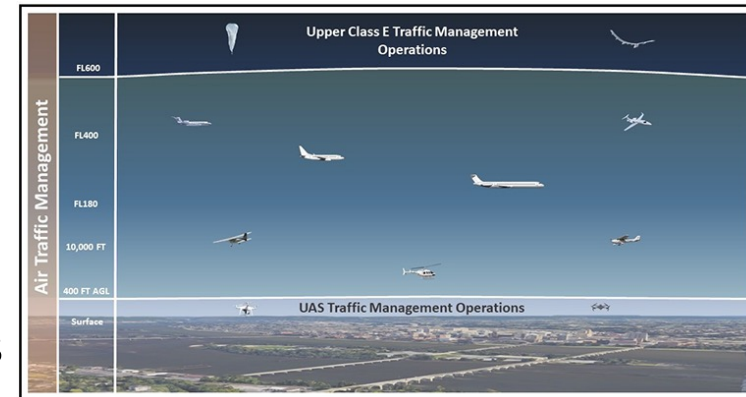 Upper Class E Traffic Management
Operations
FL600
Air Traffic Management
FL400
FL180
10,000 FT
400 FT AGL
UAS Traffic Management Operations
Surface
s